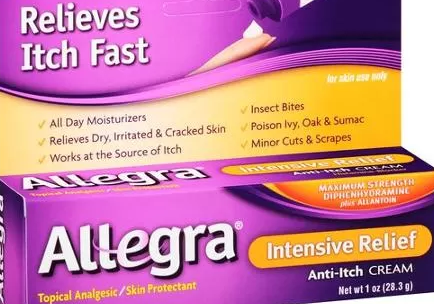 Relieves
Itch Fast
for skin use only
✓ All Day Moisturizers
✓ Relieves Dry, Irritated & Cracked Skin
✓ Works at the Source of Itch
✓ Insect Bites
✓ Poison Ivy, Oak & Sumac
✓ Minor Cuts & Scrapes
Allegra®
Intensive Relief
Anti-Itch CREAM
Topical Analgesic/Skin Protectant
MAXIMUM STRENGTH
DIPHENHYDRAMINE
plus ALLANTOIN
Allegra®
Intensive Relief
Anti-Itch CREAM
Topical Analgesic/Skin Protectant
Net wt 1 oz (28.3 g)